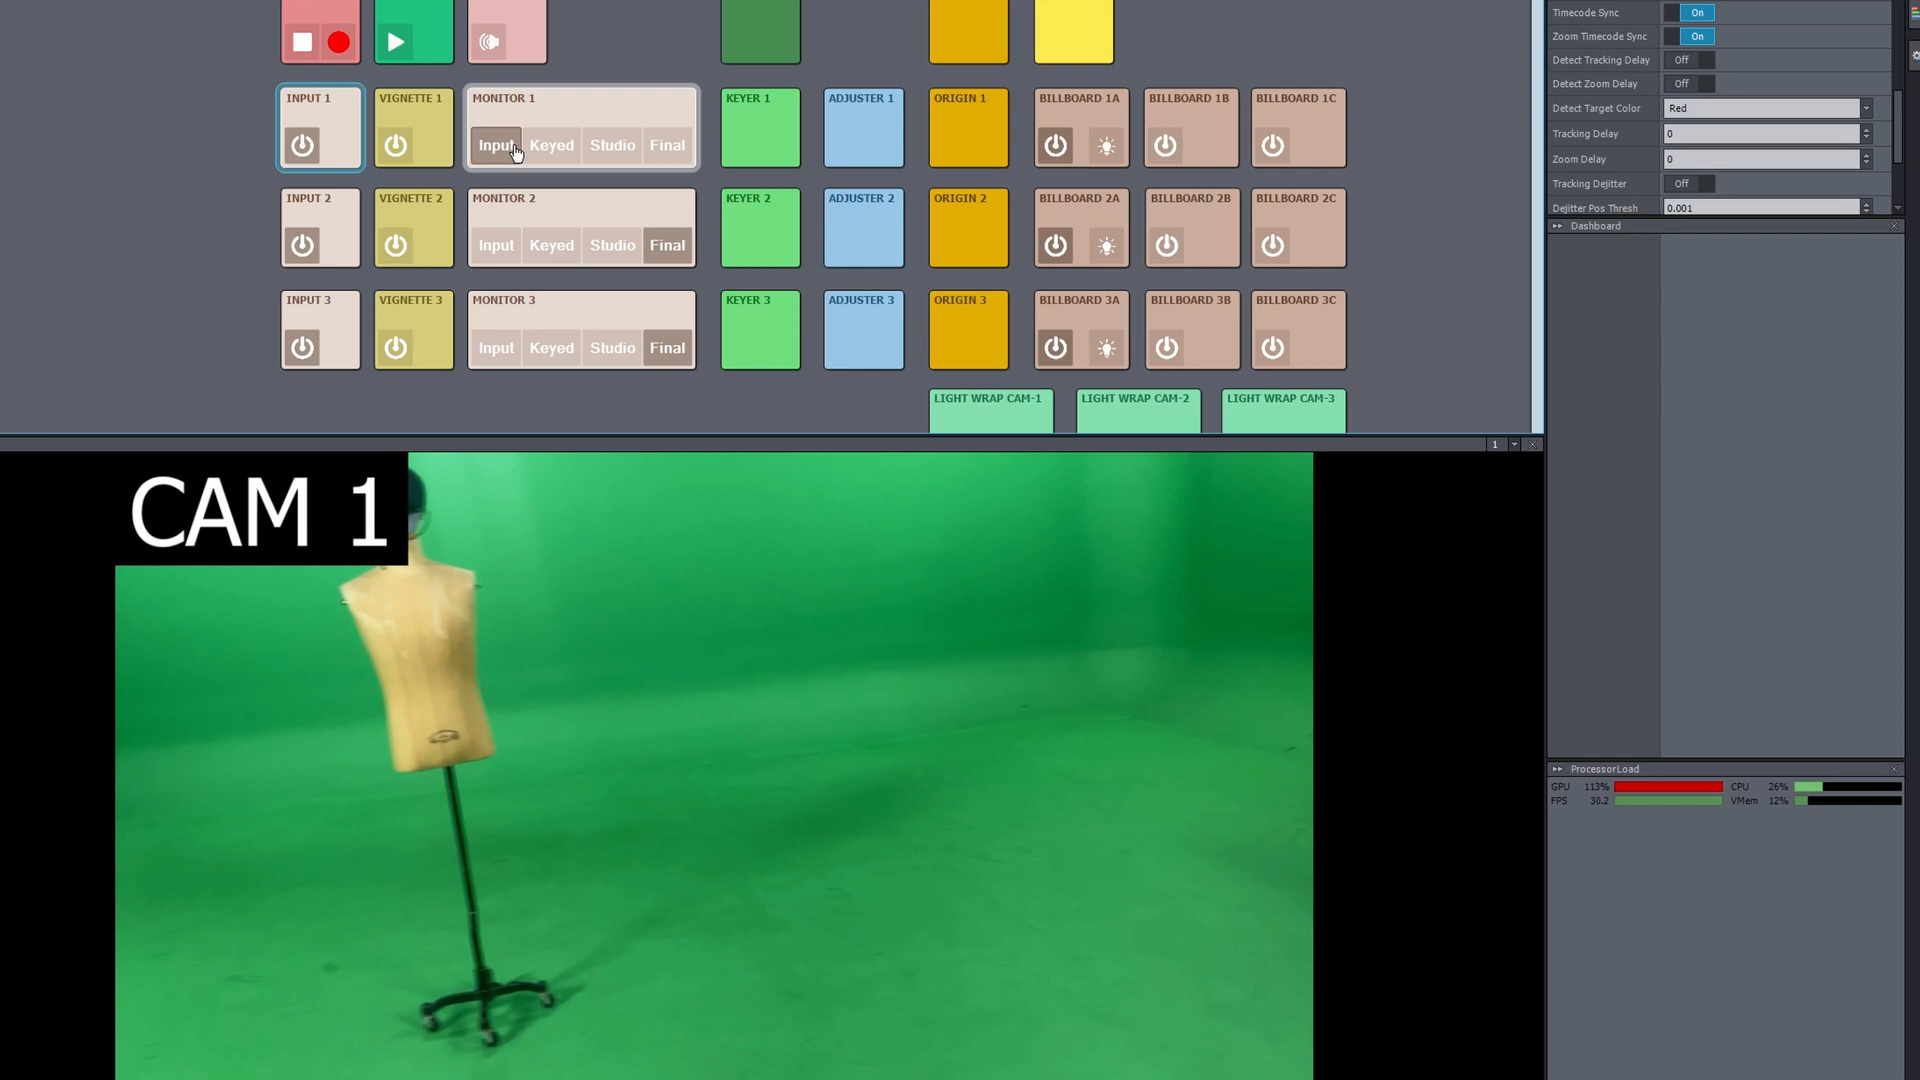 Timecode Sync On
Zoom Timecode Sync On
Detect Tracking Delay Off
Detect Zoom Delay Off
Detect Target Color Red
Tracking Delay 0
Zoom Delay 0
Tracking Dejitter Off
Dejitter Pos Thresh 0.001
INPUT 1 VIGNETTE 1 MONITOR 1 KEYER 1 ADJUSTER 1 ORIGIN 1 BILLBOARD 1A BILLBOARD 1B BILLBOARD 1C
Input Keyed Studio Final
INPUT 2 VIGNETTE 2 MONITOR 2 KEYER 2 ADJUSTER 2 ORIGIN 2 BILLBOARD 2A BILLBOARD 2B BILLBOARD 2C
Input Keyed Studio Final
INPUT 3 VIGNETTE 3 MONITOR 3 KEYER 3 ADJUSTER 3 ORIGIN 3 BILLBOARD 3A BILLBOARD 3B BILLBOARD 3C
Input Keyed Studio Final
LIGHT WRAP CAM-1 LIGHT WRAP CAM-2 LIGHT WRAP CAM-3
1
CAM 1
Dashboard
ProcessorLoad
GPU 113% CPU 26%
FPS 30.2 VMem 12%